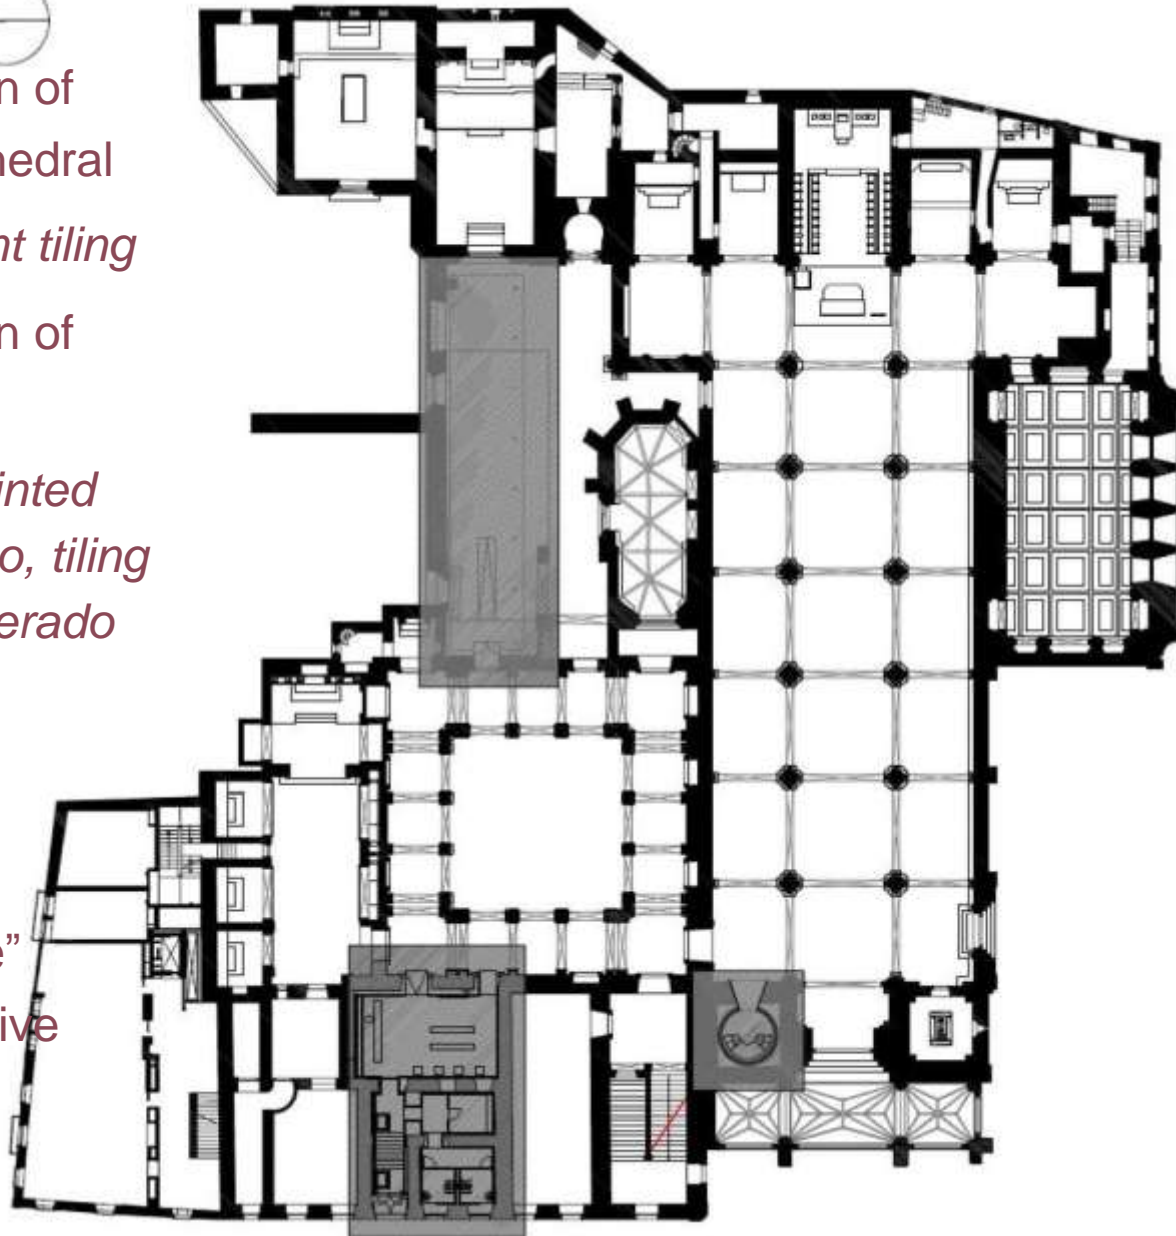 n of
hedral
nt tiling
n of
inted
o, tiling
erado
e”
ive